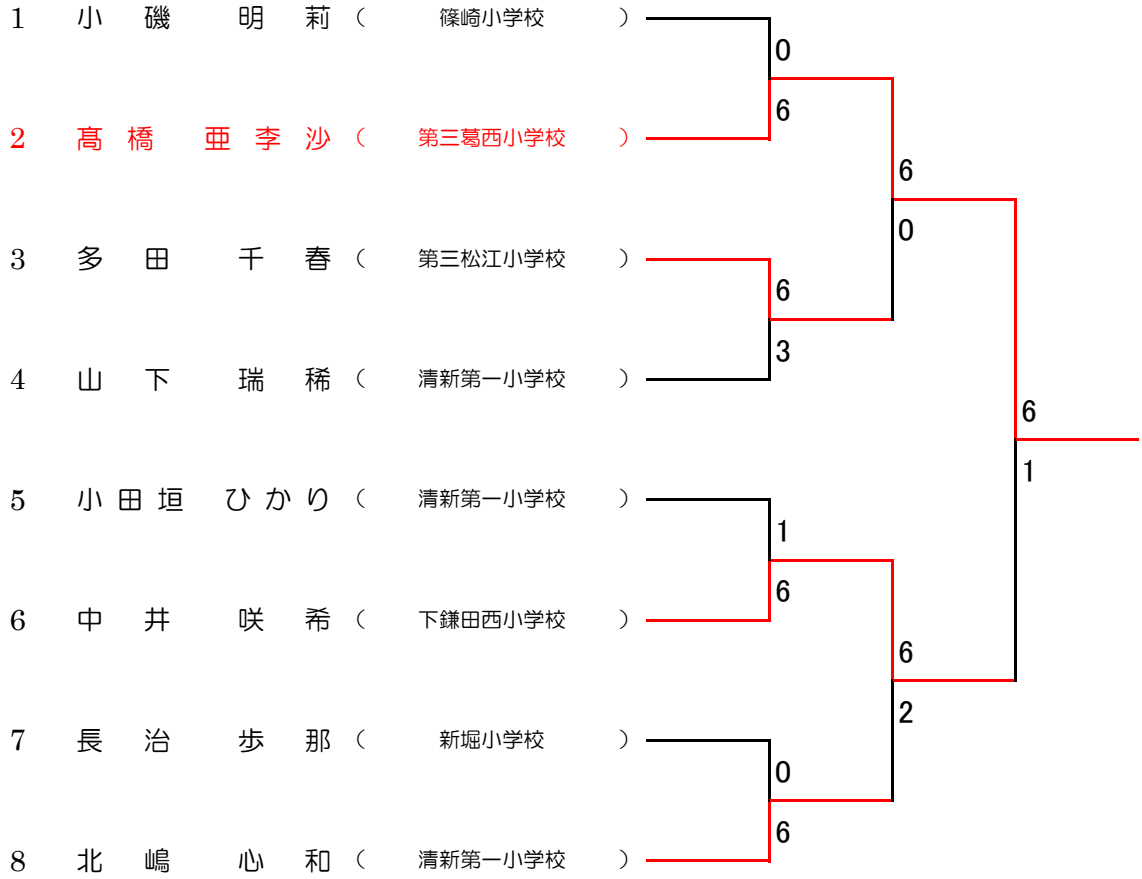 1 小磯 明莉 ( 篠崎小学校 )
0
6
2 髙橋 亜李沙 ( 第三葛西小学校 )
6
0
3 多田 千春 ( 第三松江小学校 )
6
3
4 山下 瑞稀 ( 清新第一小学校 )
6
1
5 小田垣 ひかり ( 清新第一小学校 )
1
6
6 中井 咲希 ( 下鎌田西小学校 )
6
2
7 長治 歩那 ( 新堀小学校 )
0
6
8 北嶋 心和 ( 清新第一小学校 )